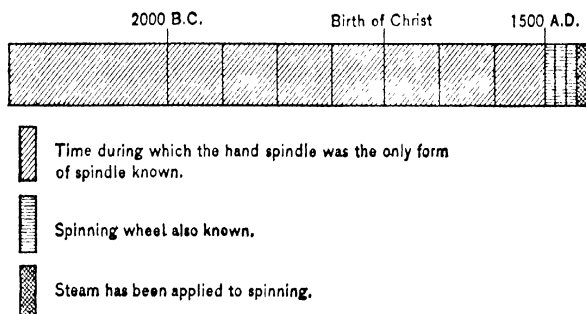 2000 B.C. Birth of Christ 1500 A.D.
Time during which the hand spindle was the only form
of spindle known.
Spinning wheel also known.
Steam has been applied to spinning.